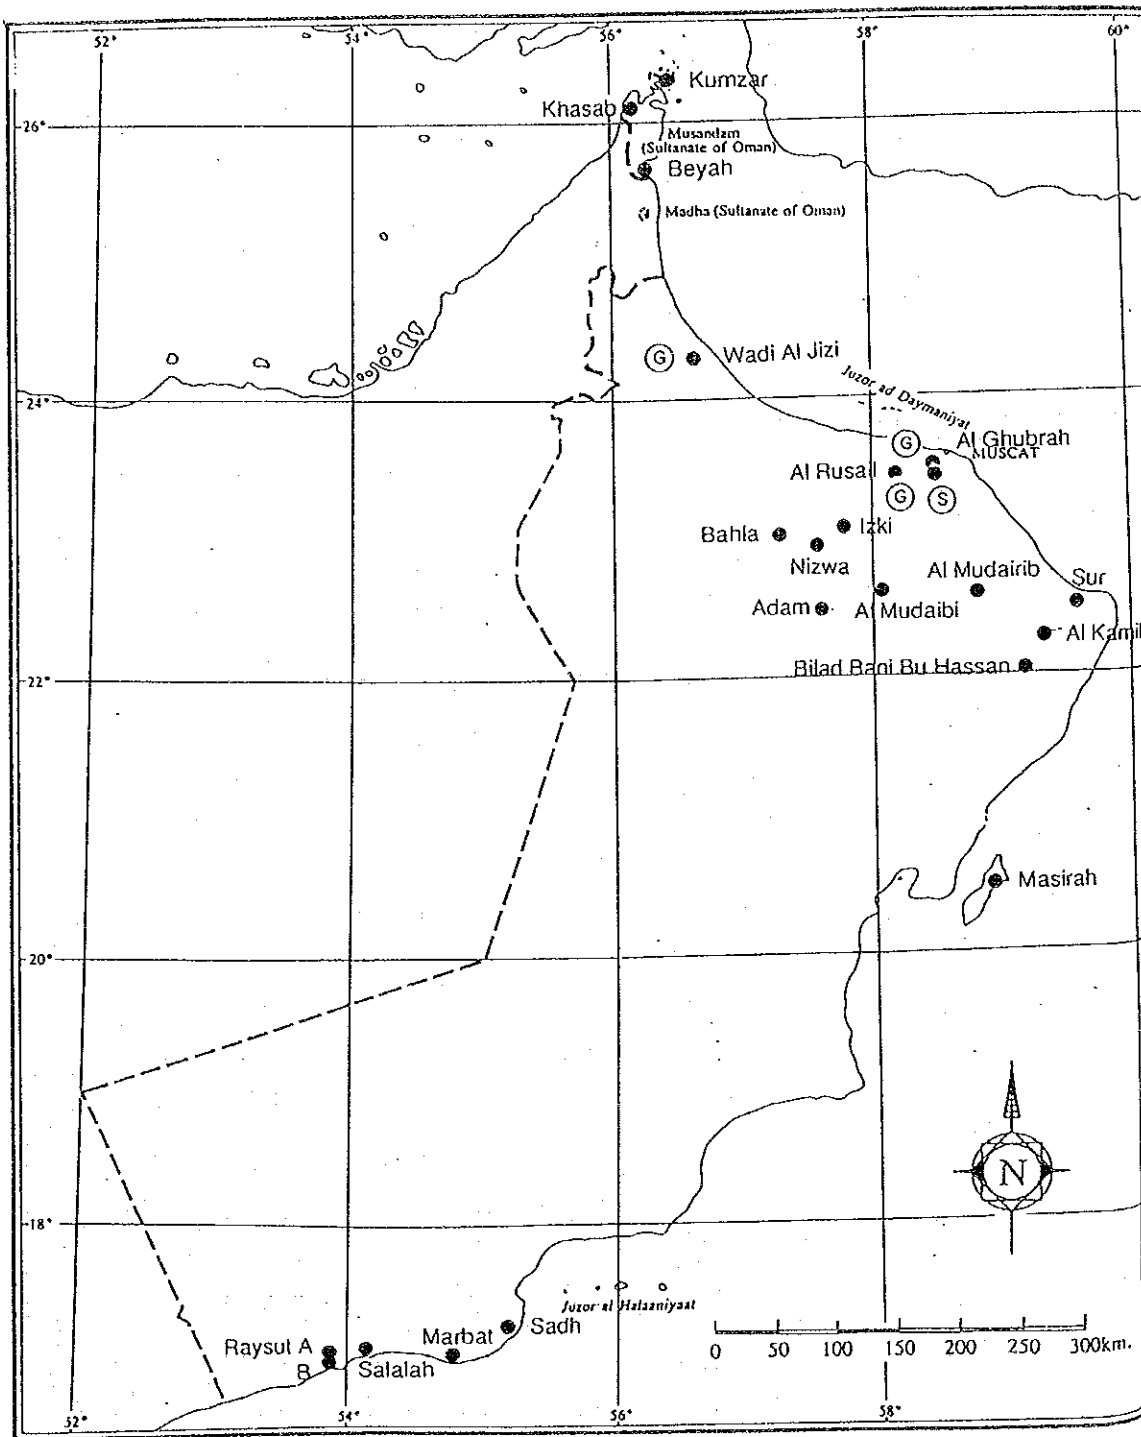 52°
54°
56°
58°
60°
Kumzar
Khasab
26°
Musandam
(Sultanate of Oman)
Beyah
Madha (Sultanate of Oman)
G
Wadi Al Jizi
Juzor ad Daymaniyat
24°
G
Al Ghubrah
MUSCAT
Al Rusail
G
S
Bahla
Izki
Nizwa
Al Mudairib
Sur
Adam
Al Mudaibi
Al Kamil
Bilad Bani Bu Hassan
22°
Masirah
20°
N
18°
Juzor al Halaaniyaat
Sadh
Marbat
Raysut A
B
Salalah
0 50 100 150 200 250 300km.
52°
54°
56°
58°